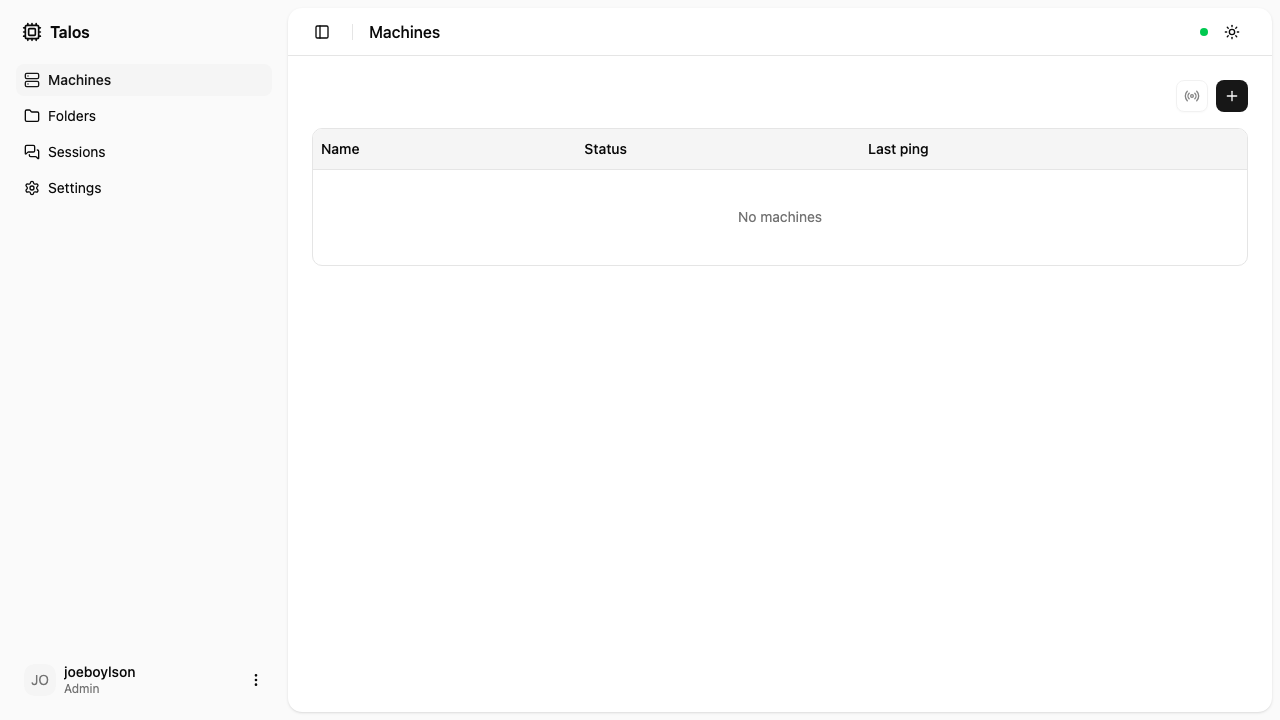 Talos
Machines
Folders
Sessions
Settings
JO
joeboylson
Admin
Machines
Name Status Last ping
No machines